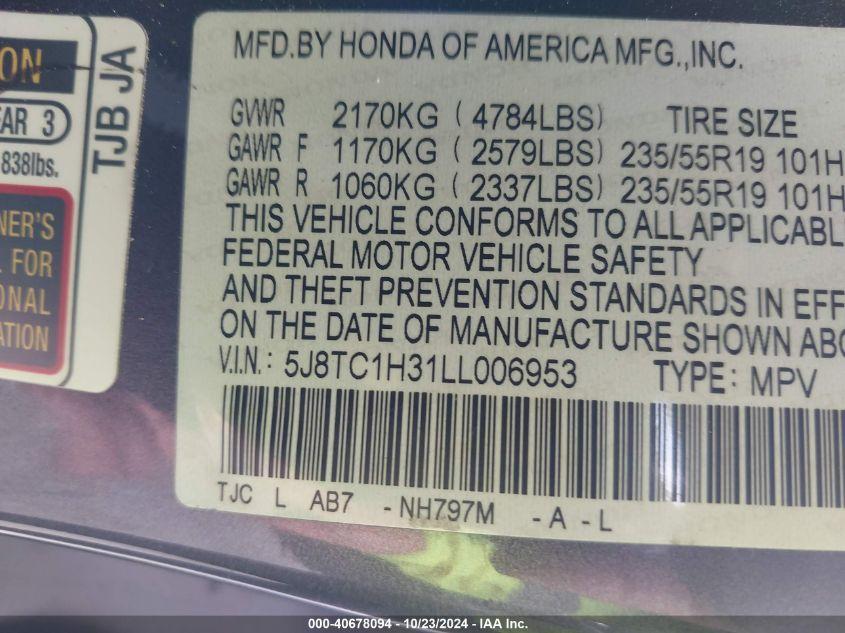 ON
EAR 3
838lbs.
NER'S
FOR
ONAL
ATION
TJB JA
MFD.BY HONDA OF AMERICA MFG.,INC.
GVWR 2170KG ( 4784LBS) TIRE SIZE
GAWR F 1170KG ( 2579LBS) 235/55R19 101H
GAWR R 1060KG ( 2337LBS) 235/55R19 101H
THIS VEHICLE CONFORMS TO ALL APPLICABL
FEDERAL MOTOR VEHICLE SAFETY
AND THEFT PREVENTION STANDARDS IN EFF
ON THE DATE OF MANUFACTURE SHOWN ABO
V.I.N.: 5J8TC1H31LL006953 TYPE: MPV
TJC L AB7 -NH797M -A -L
00-40678094 - 10/23/2024 - IAA Inc.